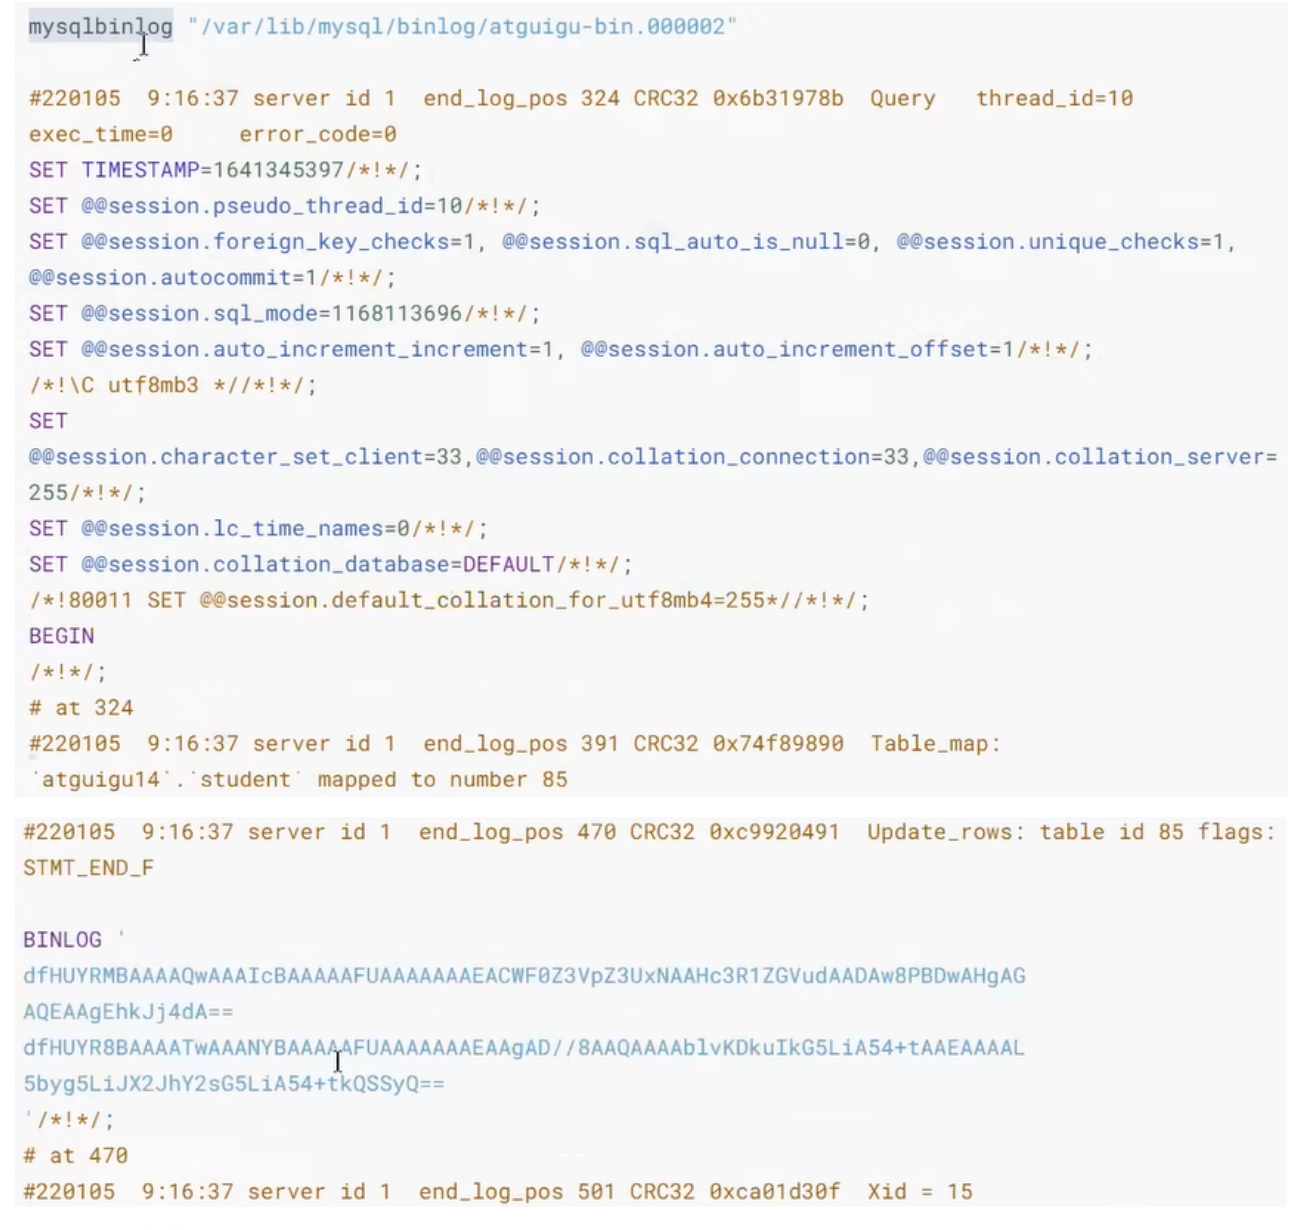 mysqlbinlog "/var/lib/mysql/binlog/atguigu-bin.000002"
#220105  9:16:37 server id 1  end_log_pos 324 CRC32 0x6b31978b  Query   thread_id=10
exec_time=0     error_code=0
SET TIMESTAMP=1641345397/*!*/;
SET @@session.pseudo_thread_id=10/*!*/;
SET @@session.foreign_key_checks=1, @@session.sql_auto_is_null=0, @@session.unique_checks=1,
@@session.autocommit=1/*!*/;
SET @@session.sql_mode=1168113696/*!*/;
SET @@session.auto_increment_increment=1, @@session.auto_increment_offset=1/*!*/;
/*!\C utf8mb3 *//*!*/;
SET
@@session.character_set_client=33,@@session.collation_connection=33,@@session.collation_server=
255/*!*/;
SET @@session.lc_time_names=0/*!*/;
SET @@session.collation_database=DEFAULT/*!*/;
/*!80011 SET @@session.default_collation_for_utf8mb4=255*//*!*/;
BEGIN
/*!*/;
# at 324
#220105  9:16:37 server id 1  end_log_pos 391 CRC32 0x74f89890  Table_map:
`atguigu14`.`student` mapped to number 85
#220105  9:16:37 server id 1  end_log_pos 470 CRC32 0xc9920491  Update_rows: table id 85 flags:
STMT_END_F
BINLOG '
dfHUYRMBAAAAQwAAAIcBAAAAAFUAAAAAAAEACWF0Z3VpZ3UxNAAHc3R1ZGVudAADAw8PBDwAHgAG
AQEAAgEhkJj4dA==
dfHUYR8BAAAATwAAANYBAAAAAFUAAAAAAAEAAgAD//8AAQAAAAblvKDkuIkG5LiA54+tAAEAAAAL
5byg5LiJX2JhY2sG5LiA54+tkQSSyQ==
'/*!*/;
# at 470
#220105  9:16:37 server id 1  end_log_pos 501 CRC32 0xca01d30f  Xid = 15